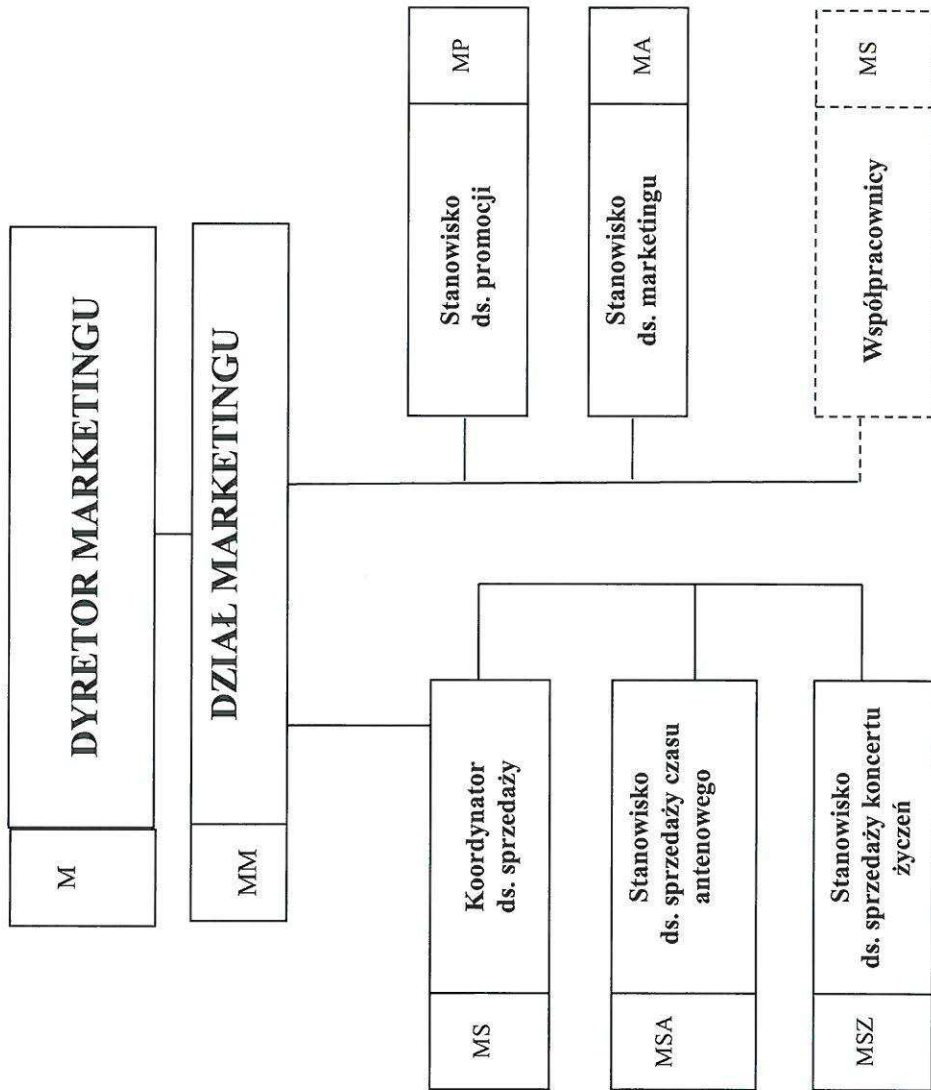 M
DYRETOR MARKETINGU
MM
DZIAŁ MARKETINGU
MS
Koordynator
ds. sprzedaży
MSA
Stanowisko
ds. sprzedaży czasu
antenowego
MSZ
Stanowisko
ds. sprzedaży koncertu
życzeń
Stanowisko
ds. promocji
MP
Stanowisko
ds. marketingu
MA
Współpracownicy
MS